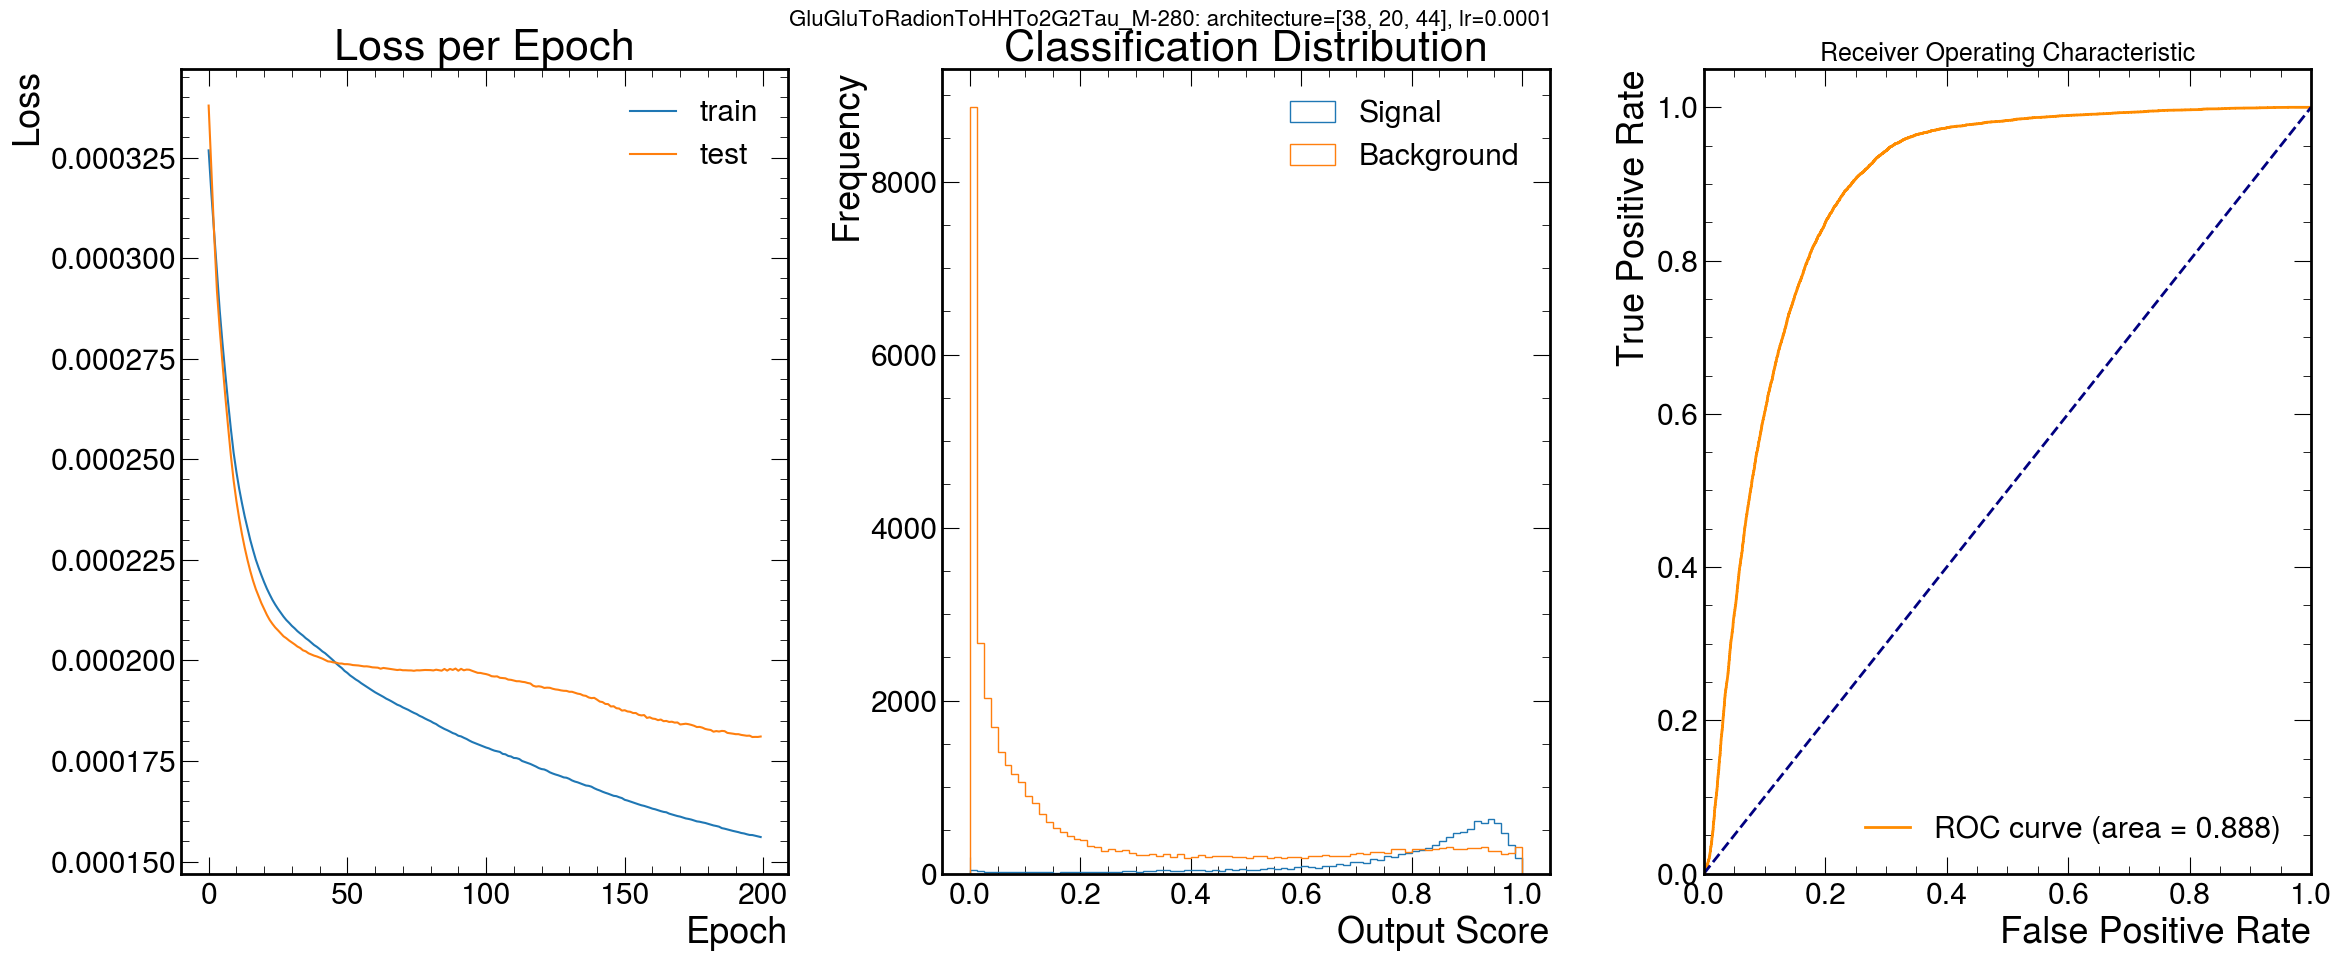 GluGluToRadionToHHTo2G2Tau_M-280: architecture=[38, 20, 44], lr=0.0001
Loss per Epoch
Loss
0.000325
0.000300
0.000275
0.000250
0.000225
0.000200
0.000175
0.000150
0
50
100
150
200
Epoch
train
test
Classification Distribution
Frequency
8000
6000
4000
2000
0
0.0
0.2
0.4
0.6
0.8
1.0
Output Score
Signal
Background
Receiver Operating Characteristic
True Positive Rate
1.0
0.8
0.6
0.4
0.2
0.0
0.0
0.2
0.4
0.6
0.8
1.0
False Positive Rate
ROC curve (area = 0.888)